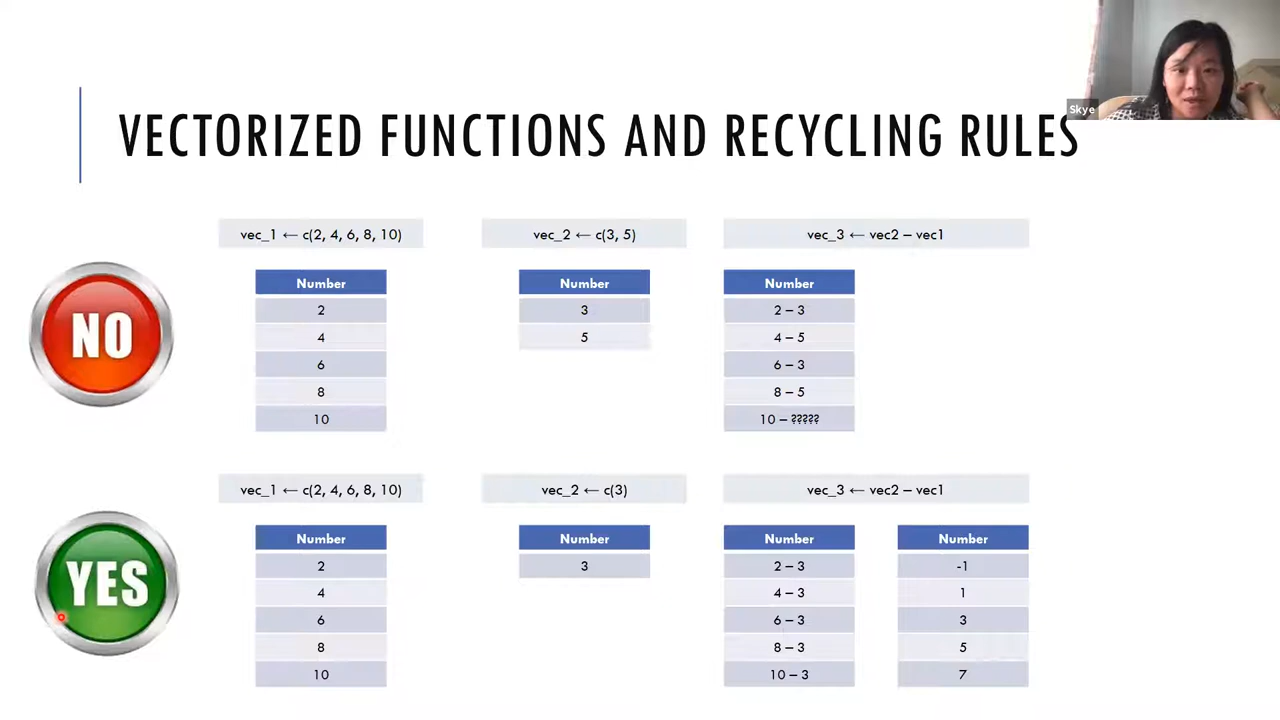 Skye
VECTORIZED FUNCTIONS AND RECYCLING RULES
vec_1 ← c(2, 4, 6, 8, 10)
vec_2 ← c(3, 5)
vec_3 ← vec2 – vec1
NO
Number
2
4
6
8
10
Number
3
5
Number
2 – 3
4 – 5
6 – 3
8 – 5
10 – ?????
vec_1 ← c(2, 4, 6, 8, 10)
vec_2 ← c(3)
vec_3 ← vec2 – vec1
YES
Number
2
4
6
8
10
Number
3
Number
2 – 3
4 – 3
6 – 3
8 – 3
10 – 3
Number
-1
1
3
5
7